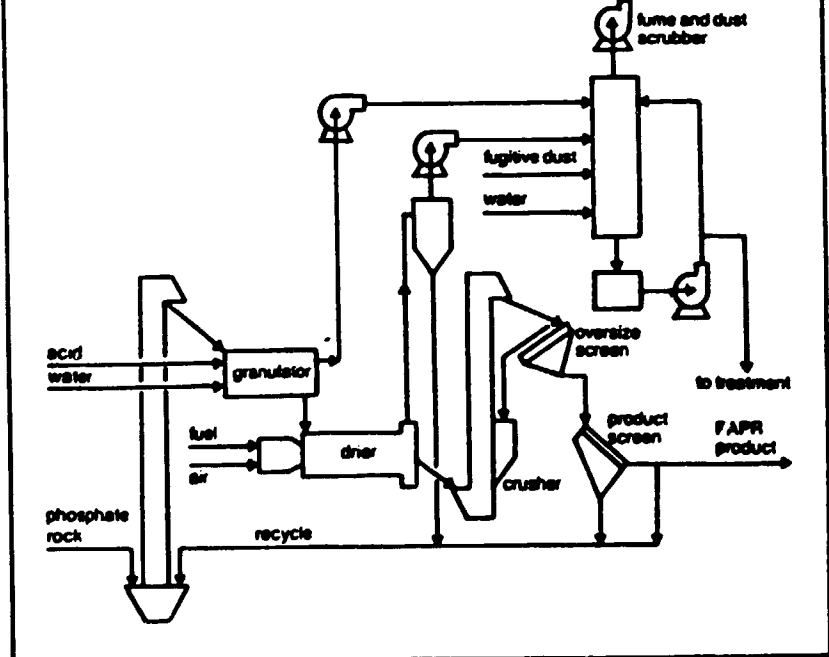 fume and dust
scrubber
fugitive dust
water
acid
water
granulator
oversize
screen
to treatment
fuel
air
drier
product
screen
PAPR
product
crusher
phosphate
rock
recycle